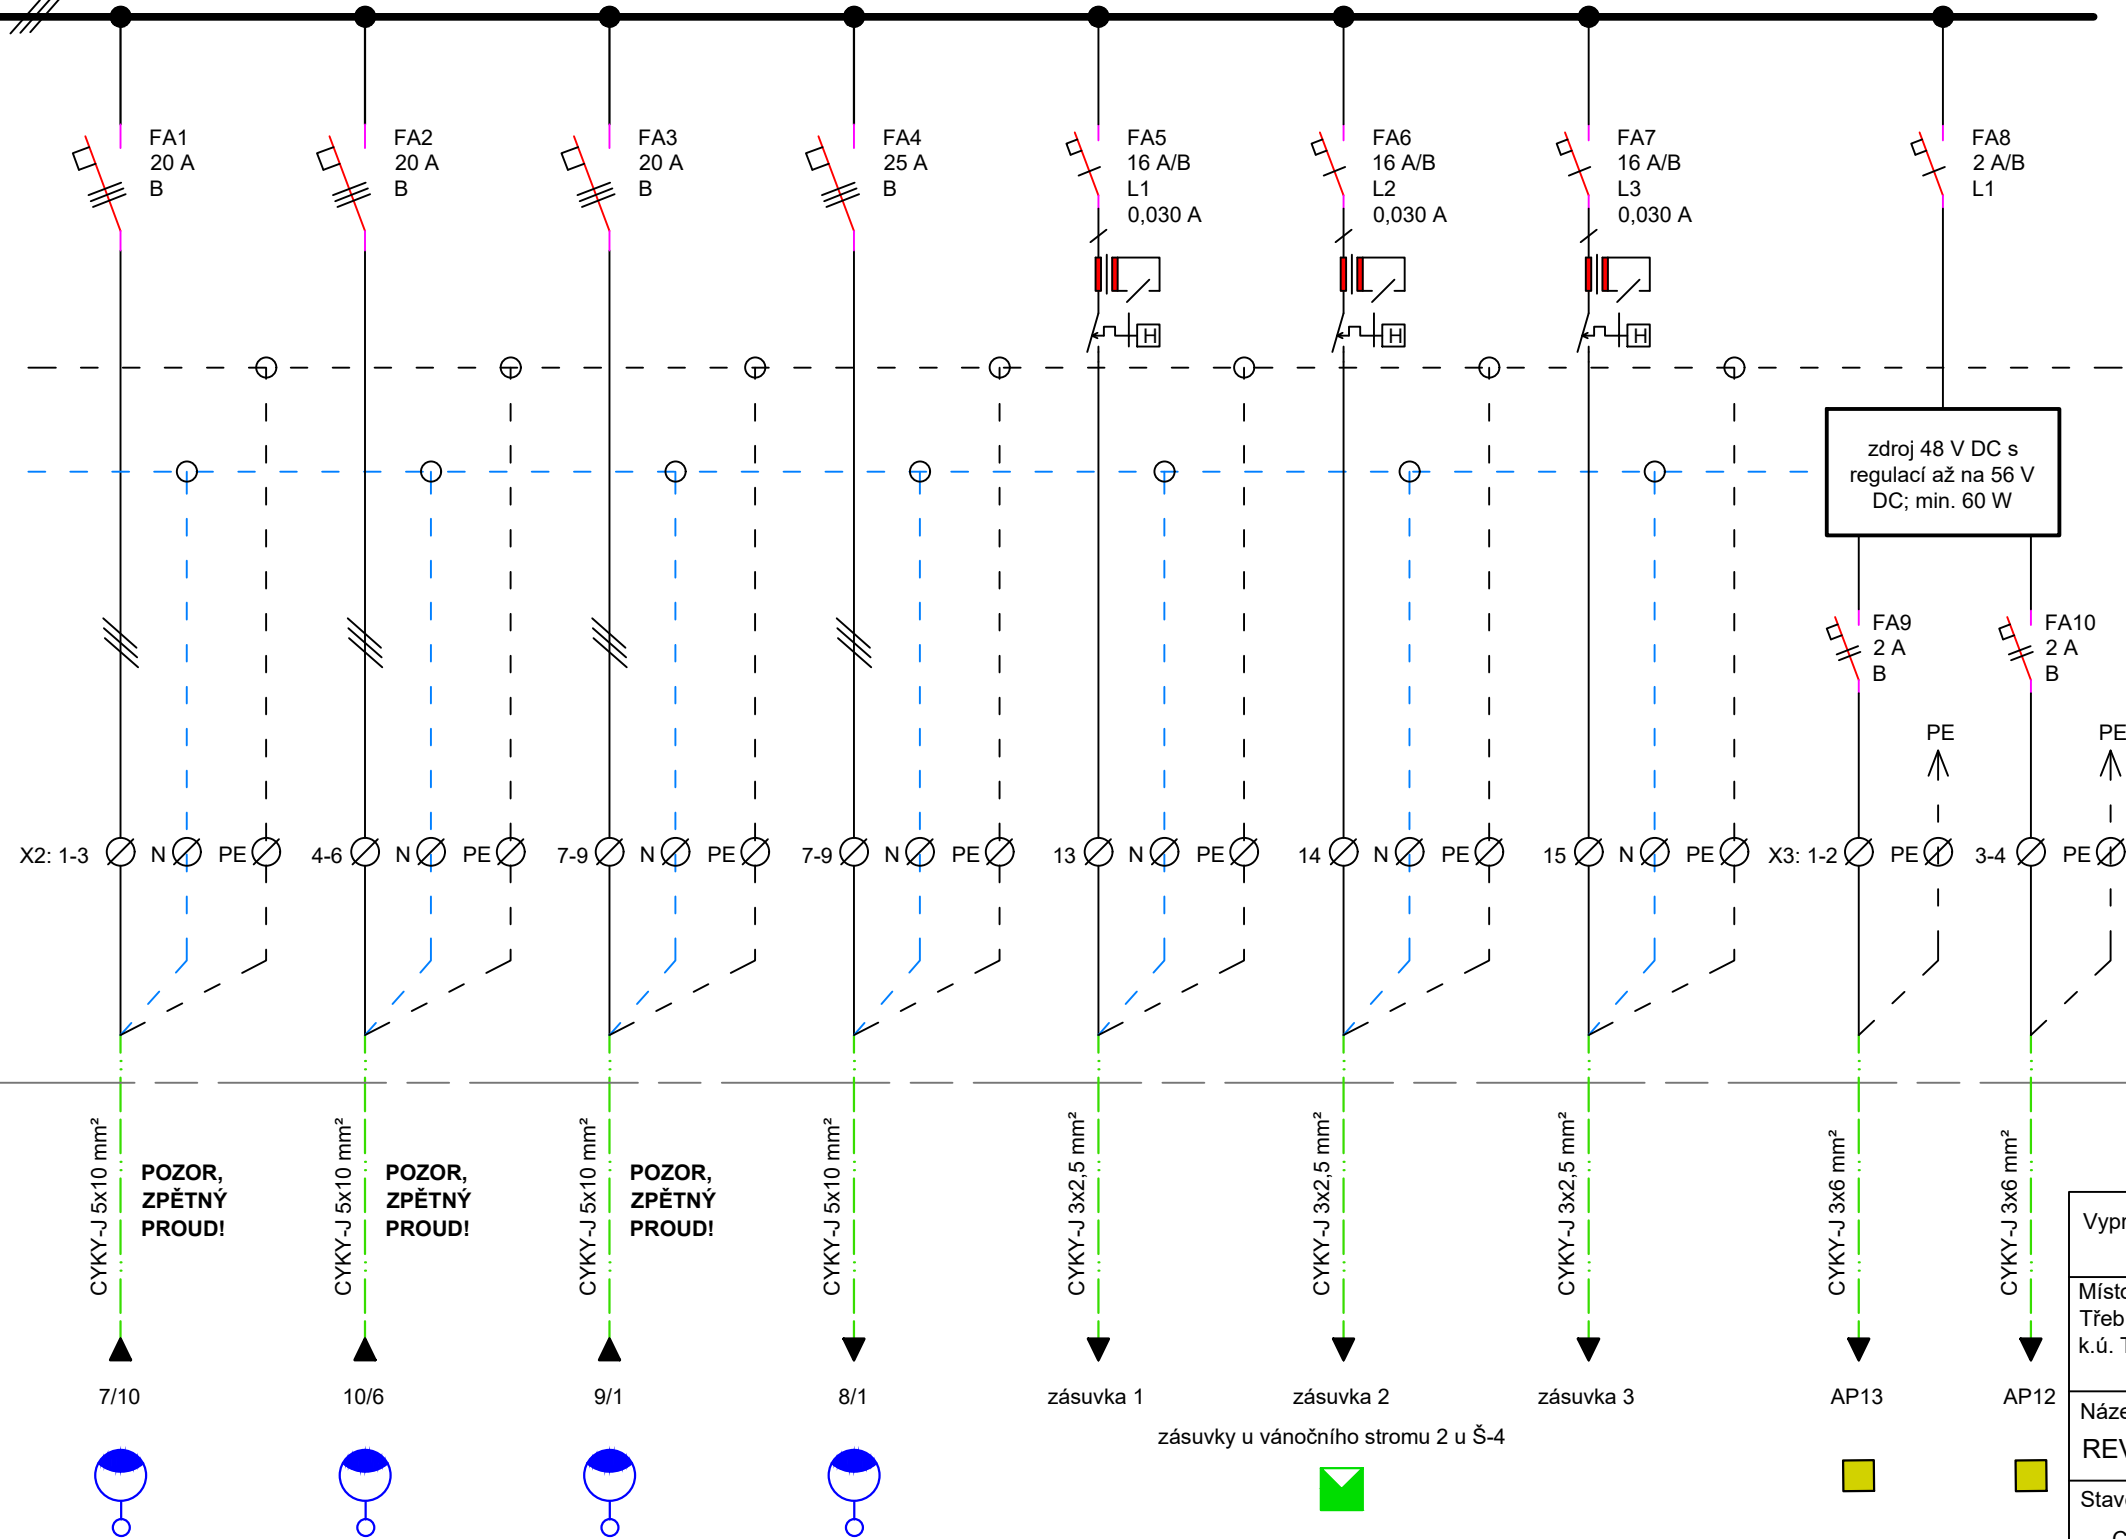 FA1
20 A
B
FA2
20 A
B
FA3
20 A
B
FA4
25 A
B
FA5
16 A/B
L1
0,030 A
FA6
16 A/B
L2
0,030 A
FA7
16 A/B
L3
0,030 A
FA8
2 A/B
L1
H
H
H
zdroj 48 V DC s
regulací až na 56 V
DC; min. 60 W
FA9
2 A
B
FA10
2 A
B
PE
PE
X2: 1-3
N
PE
4-6
N
PE
7-9
N
PE
7-9
N
PE
13
N
PE
14
N
PE
15
N
PE
X3: 1-2
PE
3-4
PE
CYKY-J 5x10 mm²
POZOR,
ZPĚTNÝ
PROUD!
CYKY-J 5x10 mm²
POZOR,
ZPĚTNÝ
PROUD!
CYKY-J 5x10 mm²
POZOR,
ZPĚTNÝ
PROUD!
CYKY-J 5x10 mm²
CYKY-J 3x2,5 mm²
CYKY-J 3x2,5 mm²
CYKY-J 3x2,5 mm²
CYKY-J 3x6 mm²
CYKY-J 3x6 mm²
7/10
10/6
9/1
8/1
zásuvka 1
zásuvka 2
zásuvka 3
AP13
AP12
zásuvky u vánočního stromu 2 u Š-4
Místo
Třeb
k.ú.
Náze
REV